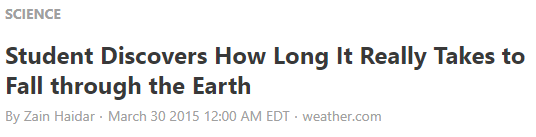 SCIENCE
Student Discovers How Long It Really Takes to
Fall through the Earth
By Zain Haidar · March 30 2015 12:00 AM EDT · weather.com